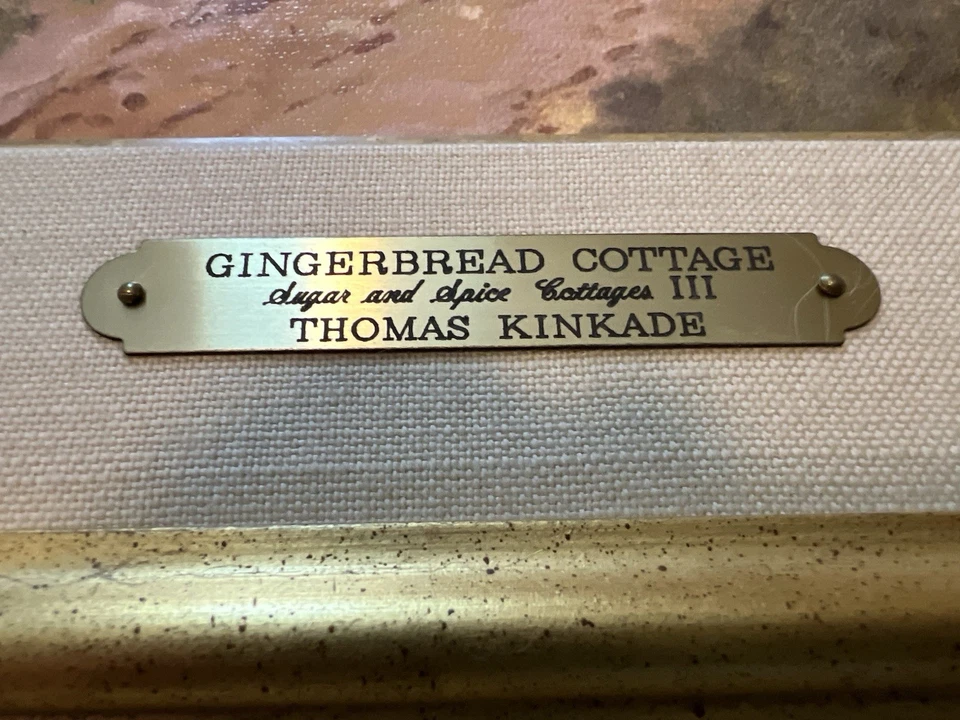 GINGERBREAD COTTAGE
Sugar and Spice Cottages III
THOMAS KINKADE